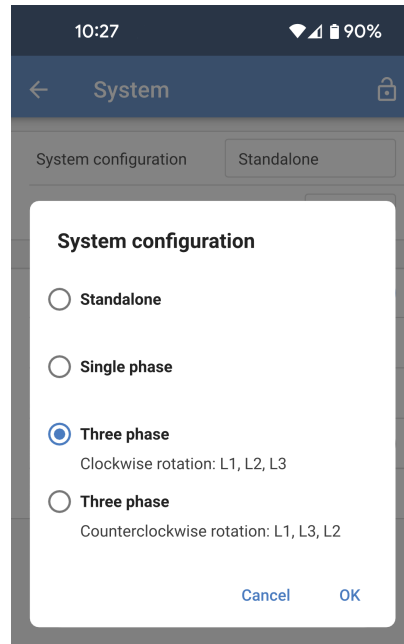 10:27
90%
System
System configuration
Standalone
System configuration
Standalone
Single phase
Three phase
Clockwise rotation: L1, L2, L3
Three phase
Counterclockwise rotation: L1, L3, L2
Cancel
OK